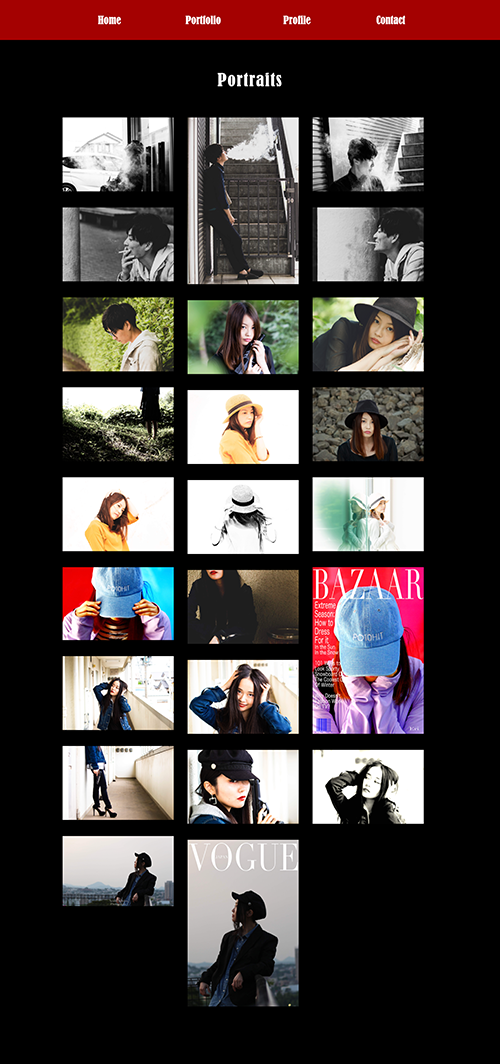 Home Portfolio Profile Contact
Portraits
BAZAAR
Extreme
Season:
How to
Dress
For it
In the Sun
In the Snow
VOGUE